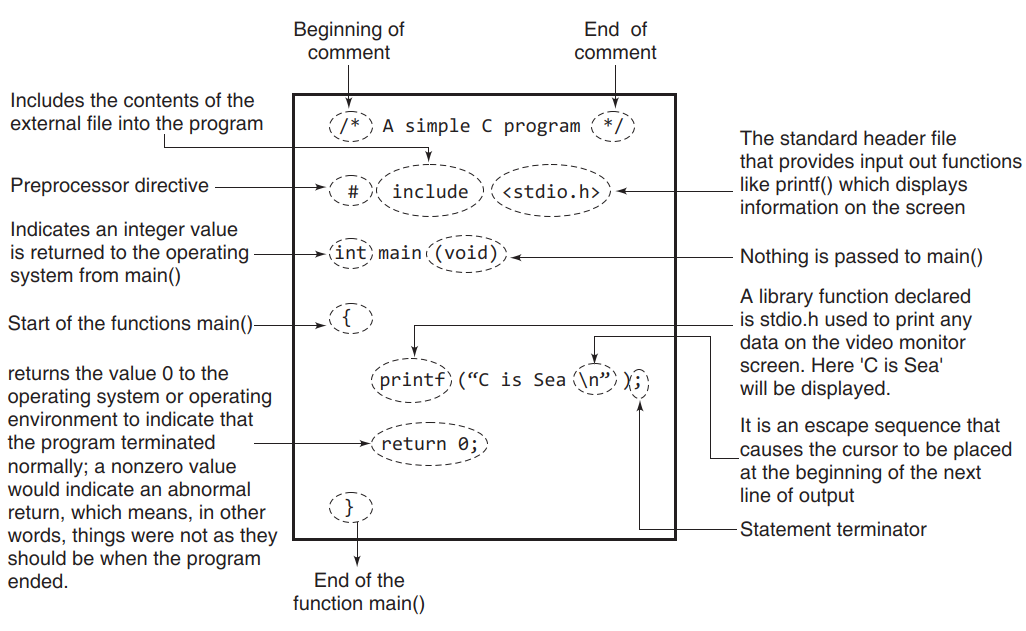 Beginning of
comment
End of
comment
Includes the contents of the
external file into the program
/* A simple C program */
The standard header file
that provides input out functions
like printf() which displays
information on the screen
Preprocessor directive
# include <stdio.h>
Indicates an integer value
is returned to the operating
system from main()
int main (void)
Nothing is passed to main()
Start of the functions main()
{
A library function declared
is stdio.h used to print any
data on the video monitor
screen. Here 'C is Sea'
will be displayed.
printf (“C is Sea \n” );
returns the value 0 to the
operating system or operating
environment to indicate that
the program terminated
normally; a nonzero value
would indicate an abnormal
return, which means, in other
words, things were not as they
should be when the program
ended.
return 0;
It is an escape sequence that
causes the cursor to be placed
at the beginning of the next
line of output
}
Statement terminator
End of the
function main()